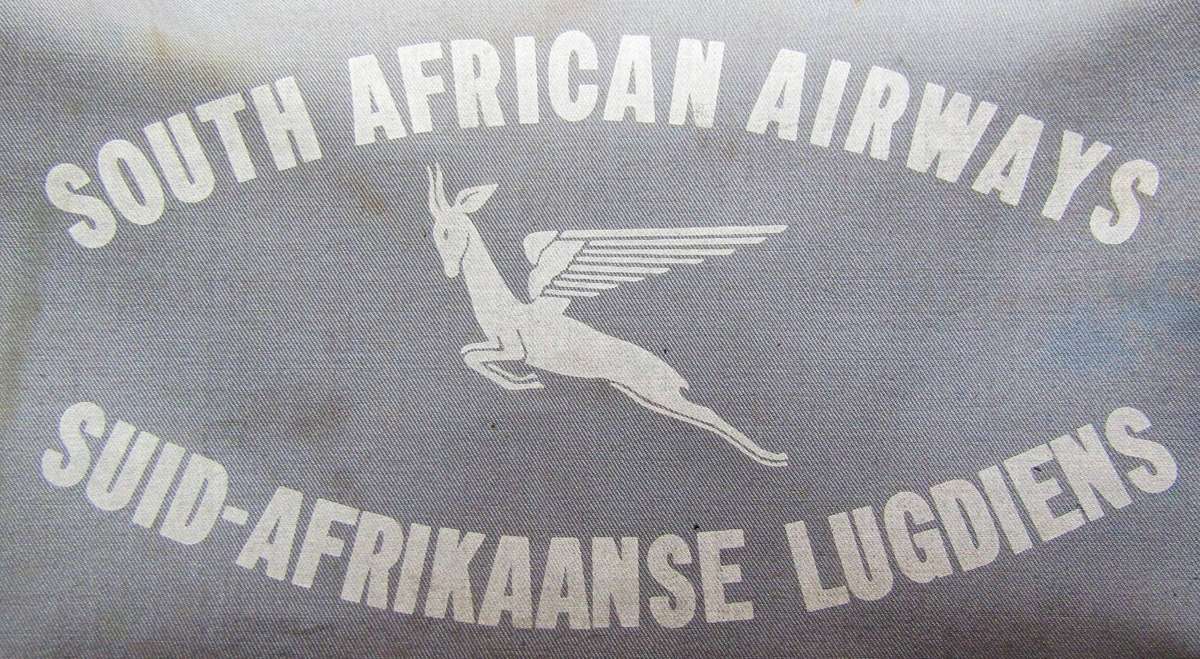 SOUTH AFRICAN AIRWAYS
SUID-AFRIKAANSE LUGDIENS